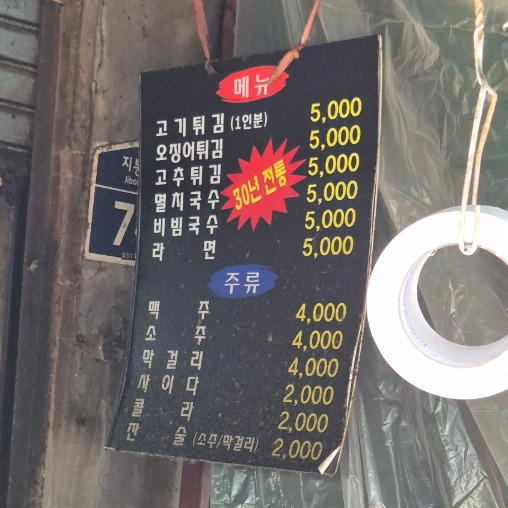 메뉴
고기튀김 (1인분) 5,000
오징어튀김 5,000
고추튀김 5,000
멸치국수 5,000
비빔국수 5,000
라면 5,000
30년 전통
주류
맥주 4,000
소주 4,000
막걸리 4,000
사이다 2,000
콜라 2,000
잔술 (소주/막걸리) 2,000
7